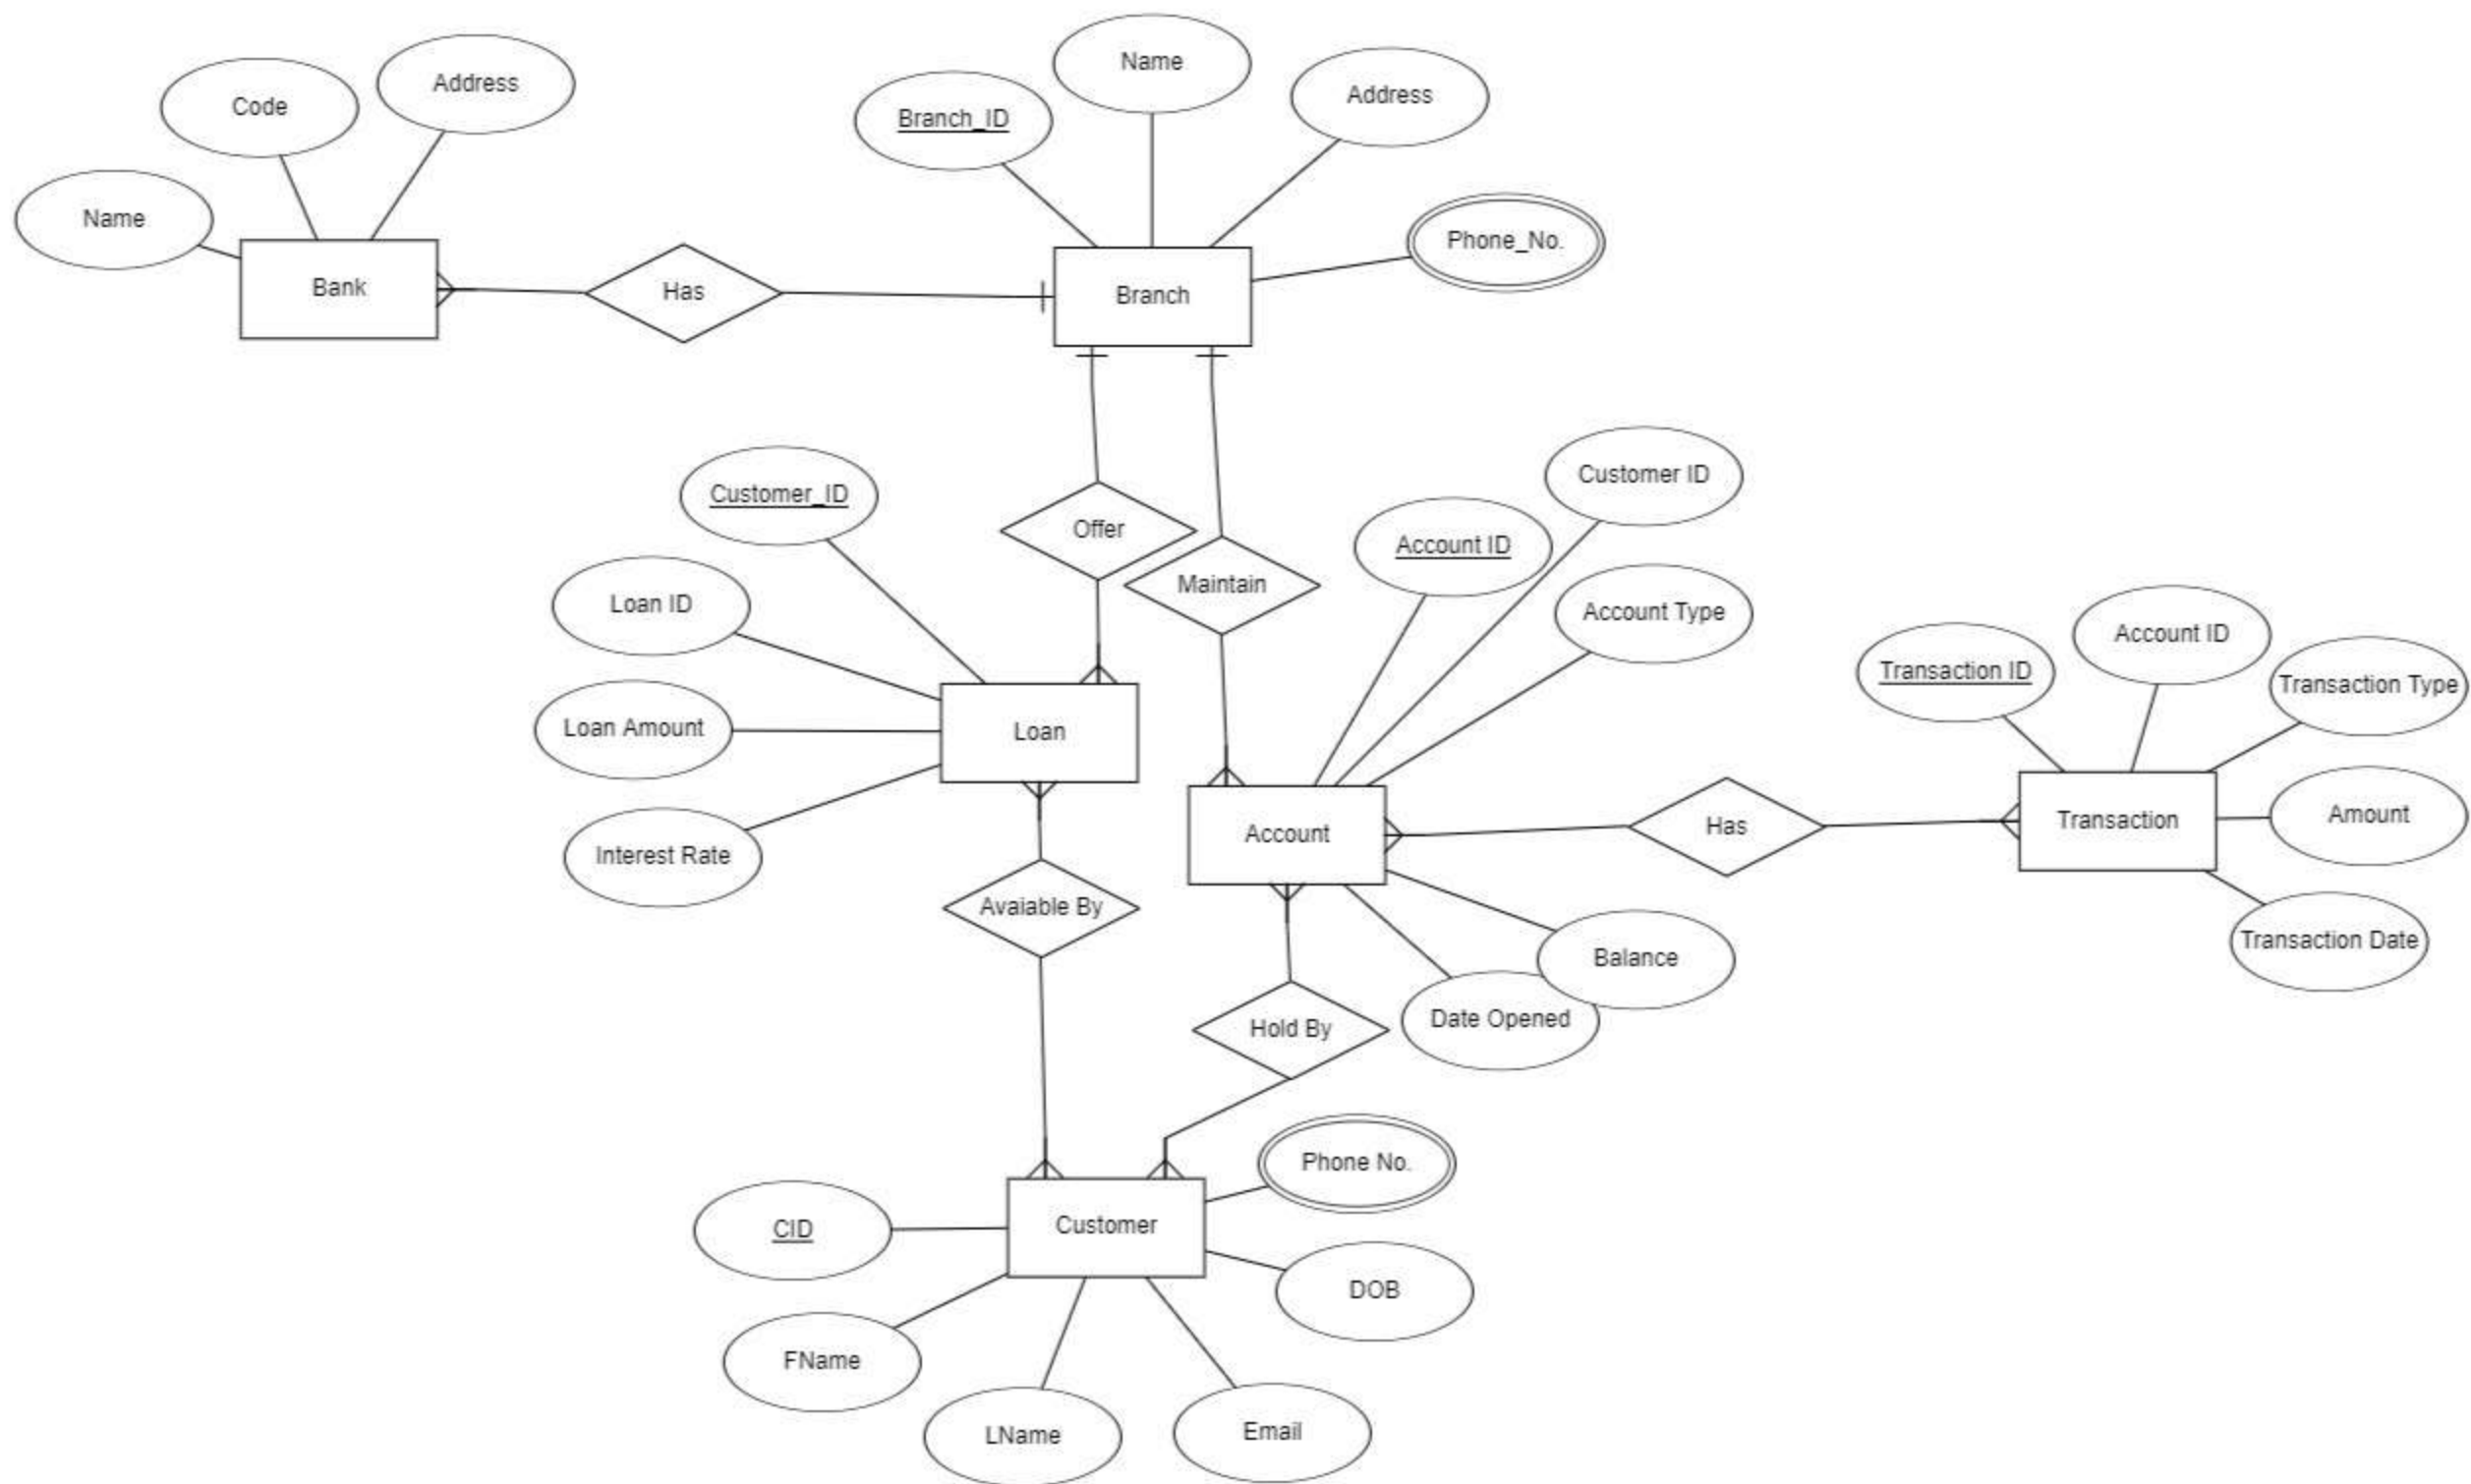 Name
Code
Address
Bank
Has
Branch_ID
Name
Address
Phone_No.
Branch
Offer
Maintain
Customer_ID
Loan ID
Loan Amount
Interest Rate
Loan
Account ID
Customer ID
Account Type
Account
Balance
Date Opened
Has
Transaction ID
Account ID
Transaction Type
Amount
Transaction Date
Transaction
Avaiable By
Hold By
Customer
CID
FName
LName
Email
DOB
Phone No.